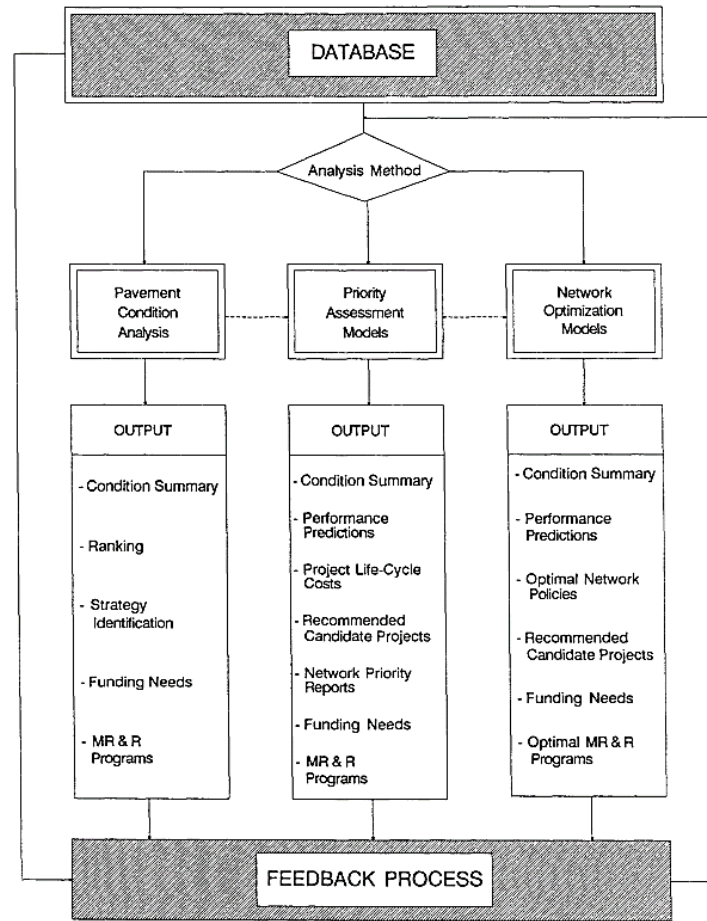 DATABASE
Analysis Method
Pavement
Condition
Analysis
Priority
Assessment
Models
Network
Optimization
Models
OUTPUT
- Condition Summary
- Ranking
- Strategy
Identification
- Funding Needs
- MR & R
Programs
OUTPUT
- Condition Summary
- Performance
Predictions
- Project Life-Cycle
Costs
- Recommended
Candidate Projects
- Network Priority
Reports
- Funding Needs
- MR & R
Programs
OUTPUT
- Condition Summary
- Performance
Predictions
- Optimal Network
Policies
- Recommended
Candidate Projects
- Funding Needs
- Optimal MR & R
Programs
FEEDBACK PROCESS